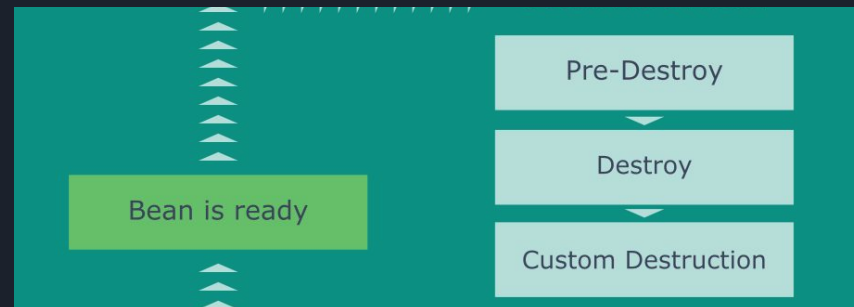 Pre-Destroy
Destroy
Bean is ready
Custom Destruction